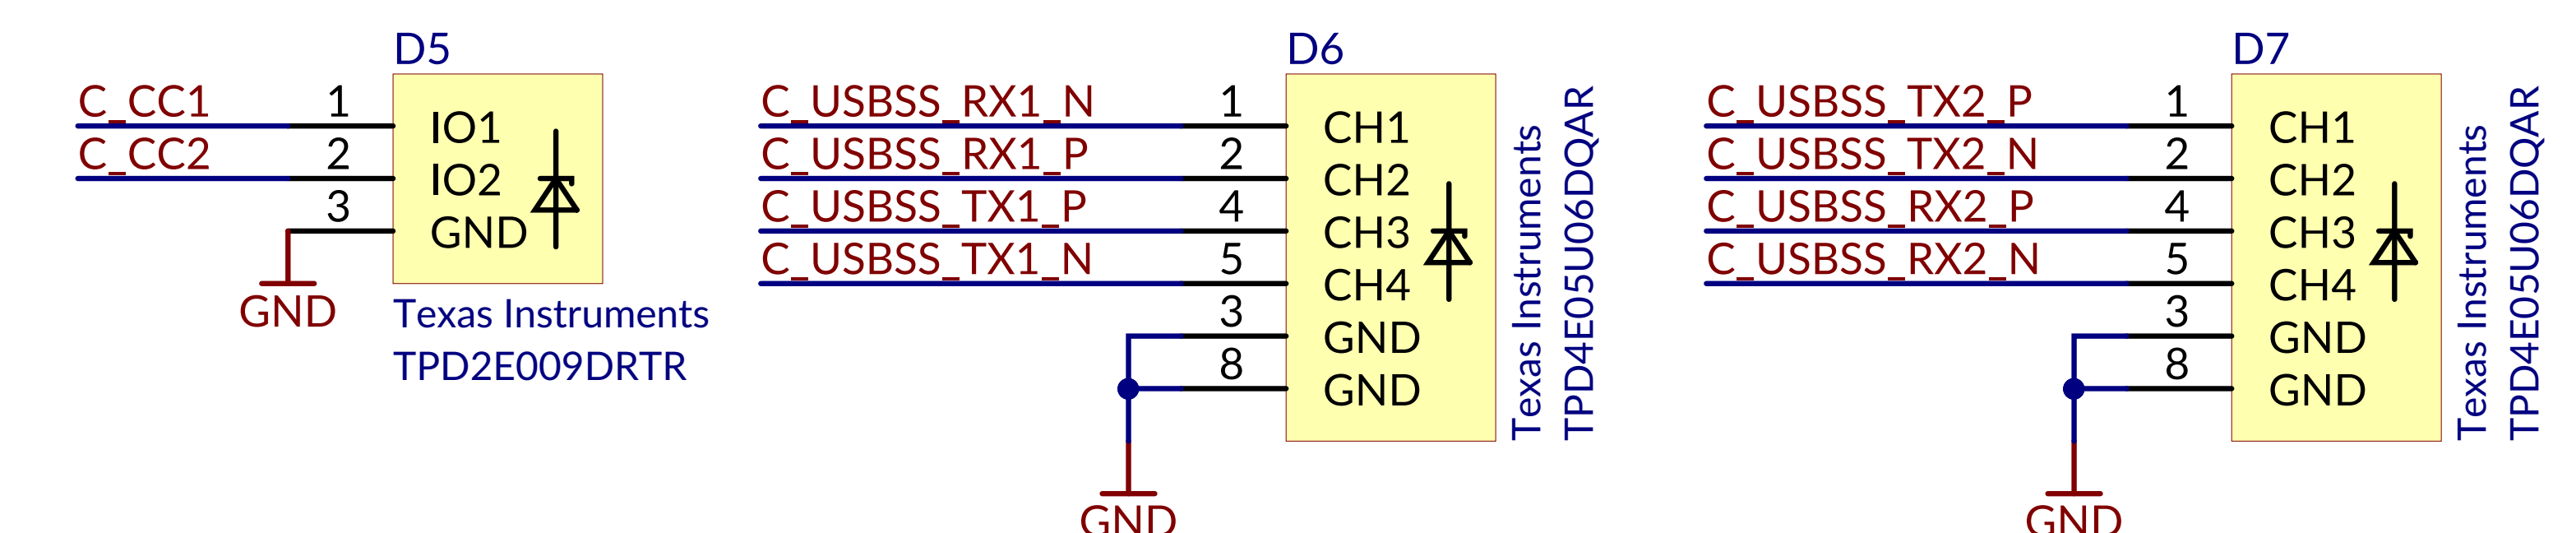 D5
C_CC1 1 IO1
C_CC2 2 IO2
3 GND
GND
Texas Instruments
TPD2E009DRTR
D6
C_USBSS_RX1_N 1 CH1
C_USBSS_RX1_P 2 CH2
C_USBSS_TX1_P 4 CH3
C_USBSS_TX1_N 5 CH4
3 GND
8 GND
GND
Texas Instruments
TPD4E05U06DQAR
D7
C_USBSS_TX2_P 1 CH1
C_USBSS_TX2_N 2 CH2
C_USBSS_RX2_P 4 CH3
C_USBSS_RX2_N 5 CH4
3 GND
8 GND
GND
Texas Instruments
TPD4E05U06DQAR